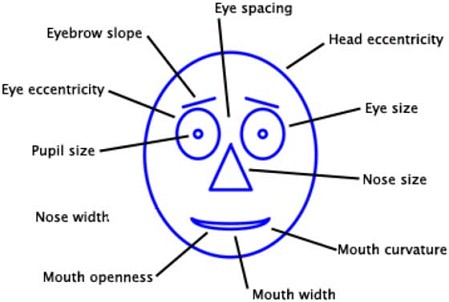 Eye spacing
Eyebrow slope
Head eccentricity
Eye eccentricity
Eye size
Pupil size
Nose size
Nose width
Mouth curvature
Mouth openness
Mouth width